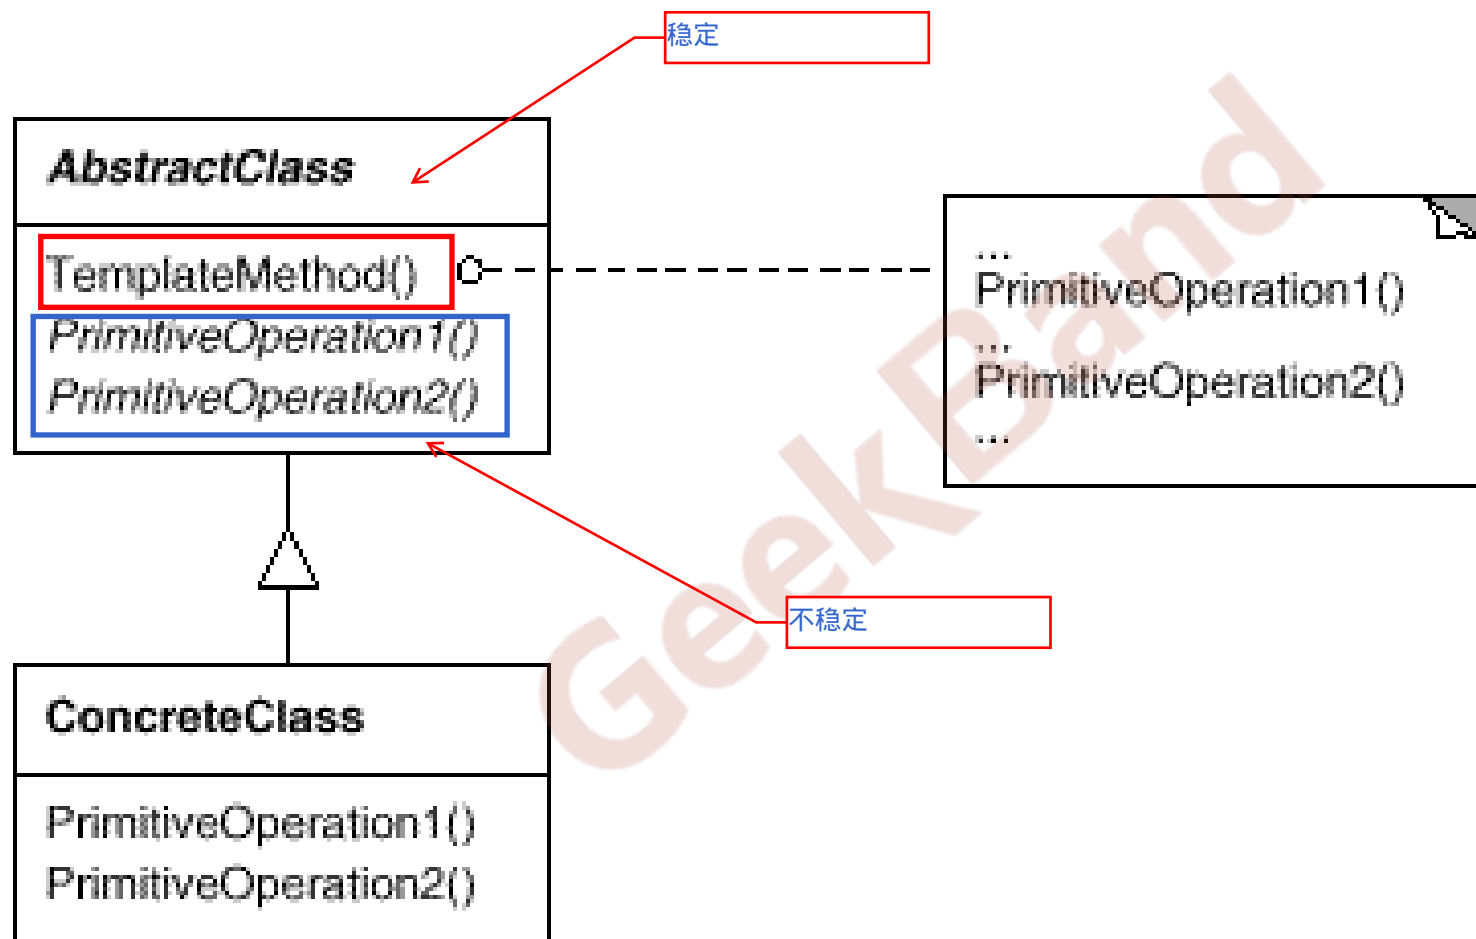 稳定
AbstractClass
TemplateMethod()
PrimitiveOperation1()
PrimitiveOperation2()
...
PrimitiveOperation1()
...
PrimitiveOperation2()
...
不稳定
ConcreteClass
PrimitiveOperation1()
PrimitiveOperation2()
GeekBand